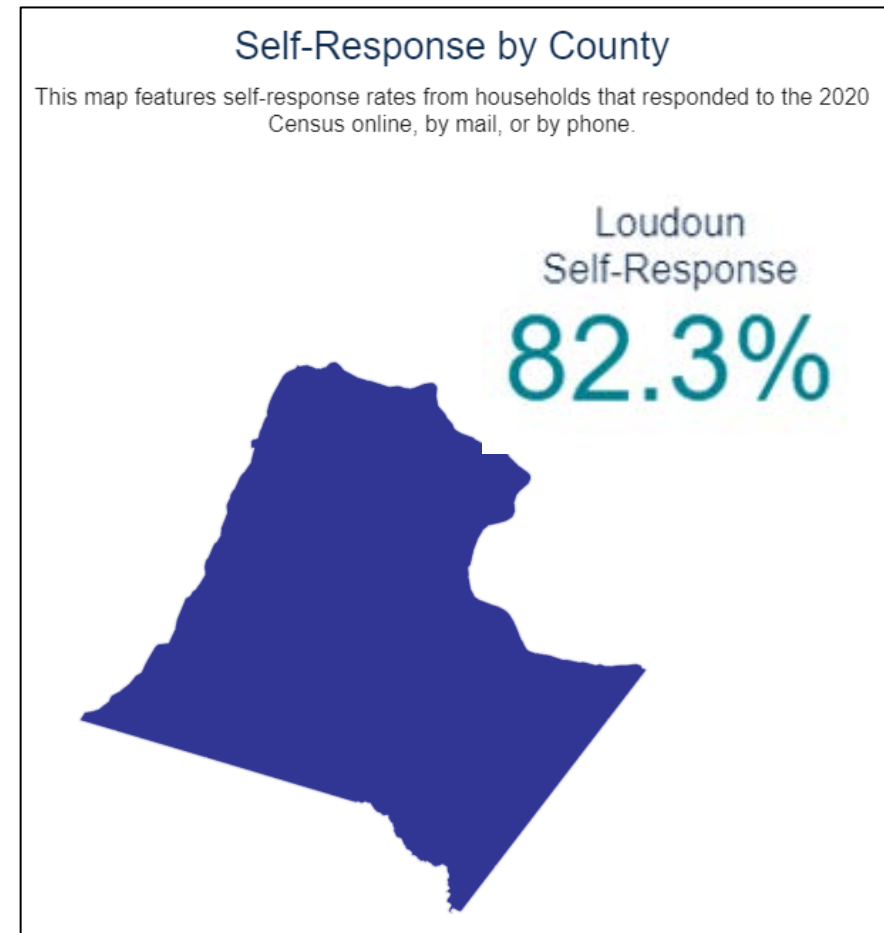 Self-Response by County
This map features self-response rates from households that responded to the 2020
Census online, by mail, or by phone.
Loudoun
Self-Response
82.3%